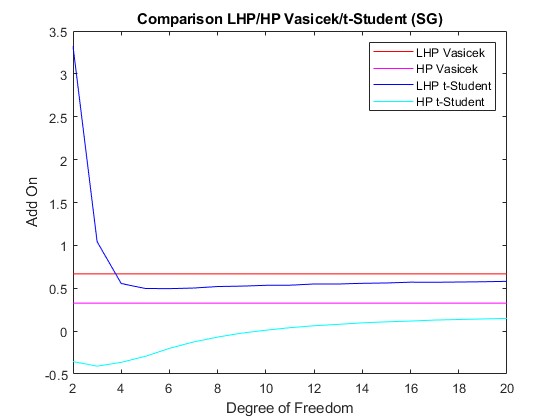 Comparison LHP/HP Vasicek/t-Student (SG)
3.5
3
2.5
2
1.5
1
0.5
0
-0.5
Add On
LHP Vasicek
HP Vasicek
LHP t-Student
HP t-Student
2 4 6 8 10 12 14 16 18 20
Degree of Freedom